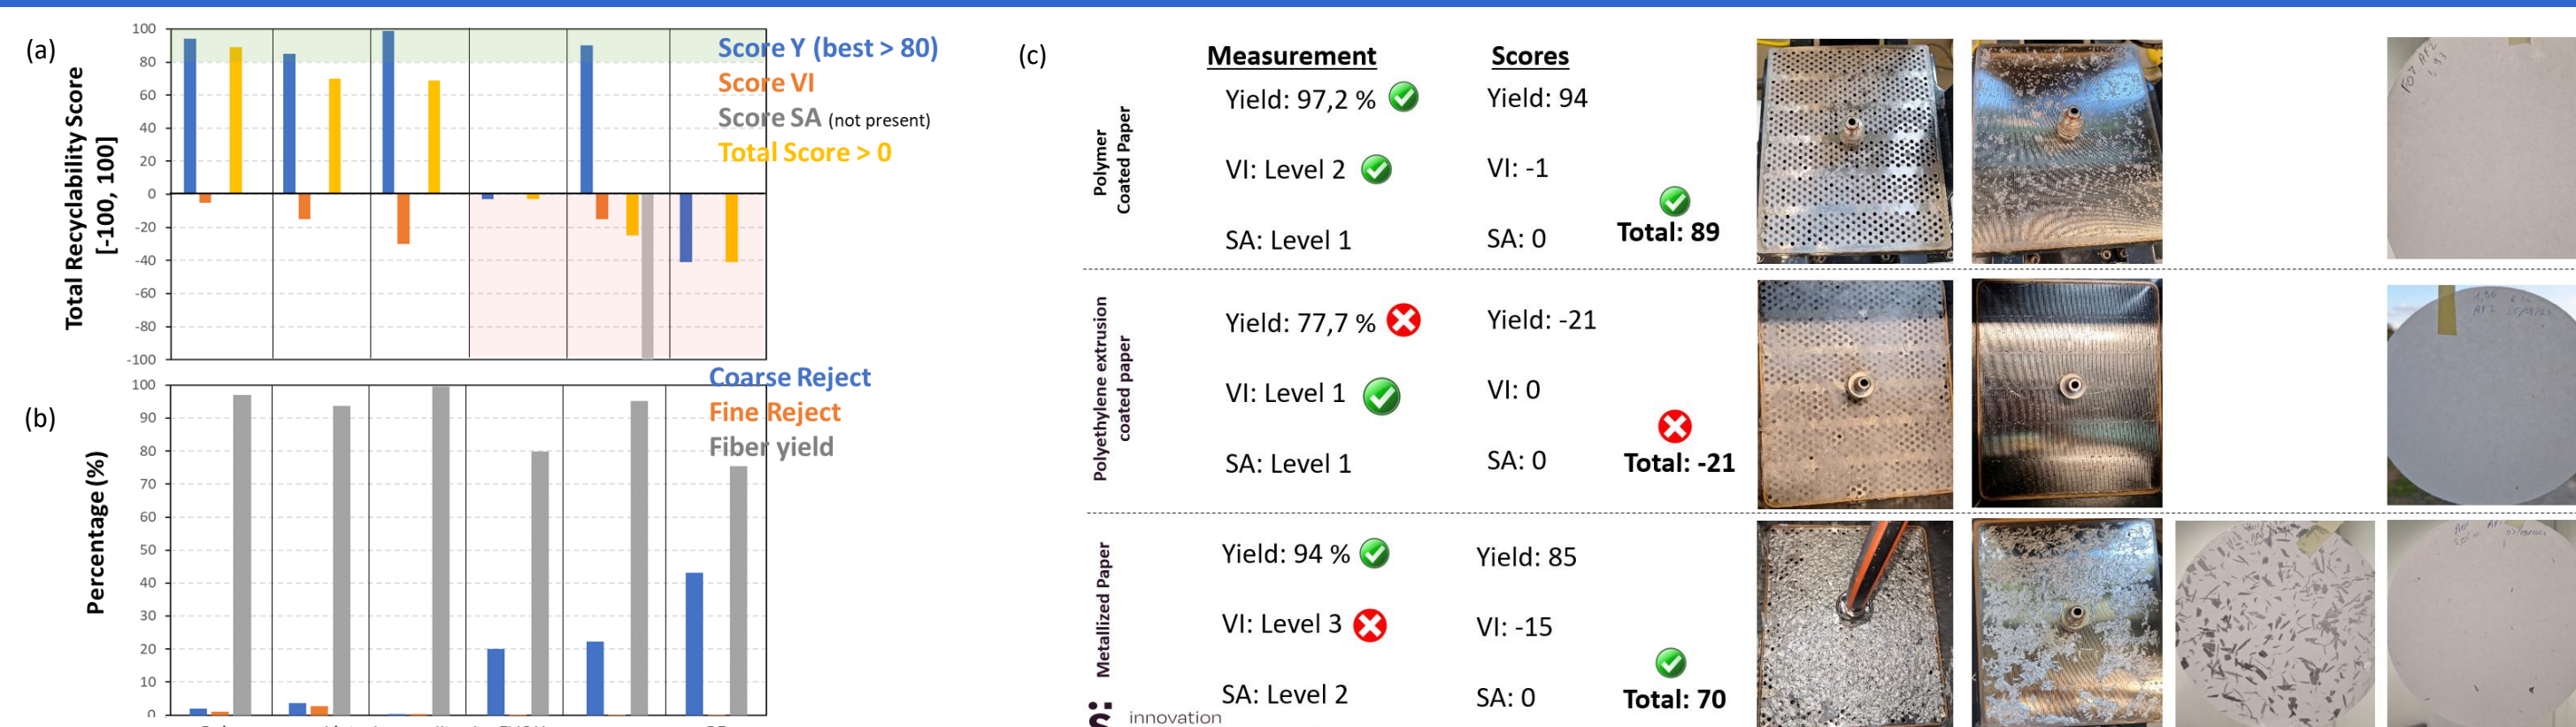 (a)
Total Recyclability Score
[-100, 100]
100
80
60
40
20
0
-20
-40
-60
-80
-100
Score Y (best > 80)
Score VI
Score SA (not present)
Total Score > 0
(b)
Percentage (%)
100
90
80
70
60
50
40
30
20
10
0
Coarse Reject
Fine Reject
Fiber yield
(c)
Measurement
Scores
Polymer
Coated Paper
Yield: 97,2 %
Yield: 94
VI: Level 2
VI: -1
SA: Level 1
SA: 0
Total: 89
Polyethylene extrusion
coated paper
Yield: 77,7 %
Yield: -21
VI: Level 1
VI: 0
SA: Level 1
SA: 0
Total: -21
Metallized Paper
Yield: 94 %
Yield: 85
VI: Level 3
VI: -15
SA: Level 2
SA: 0
Total: 70
innovation